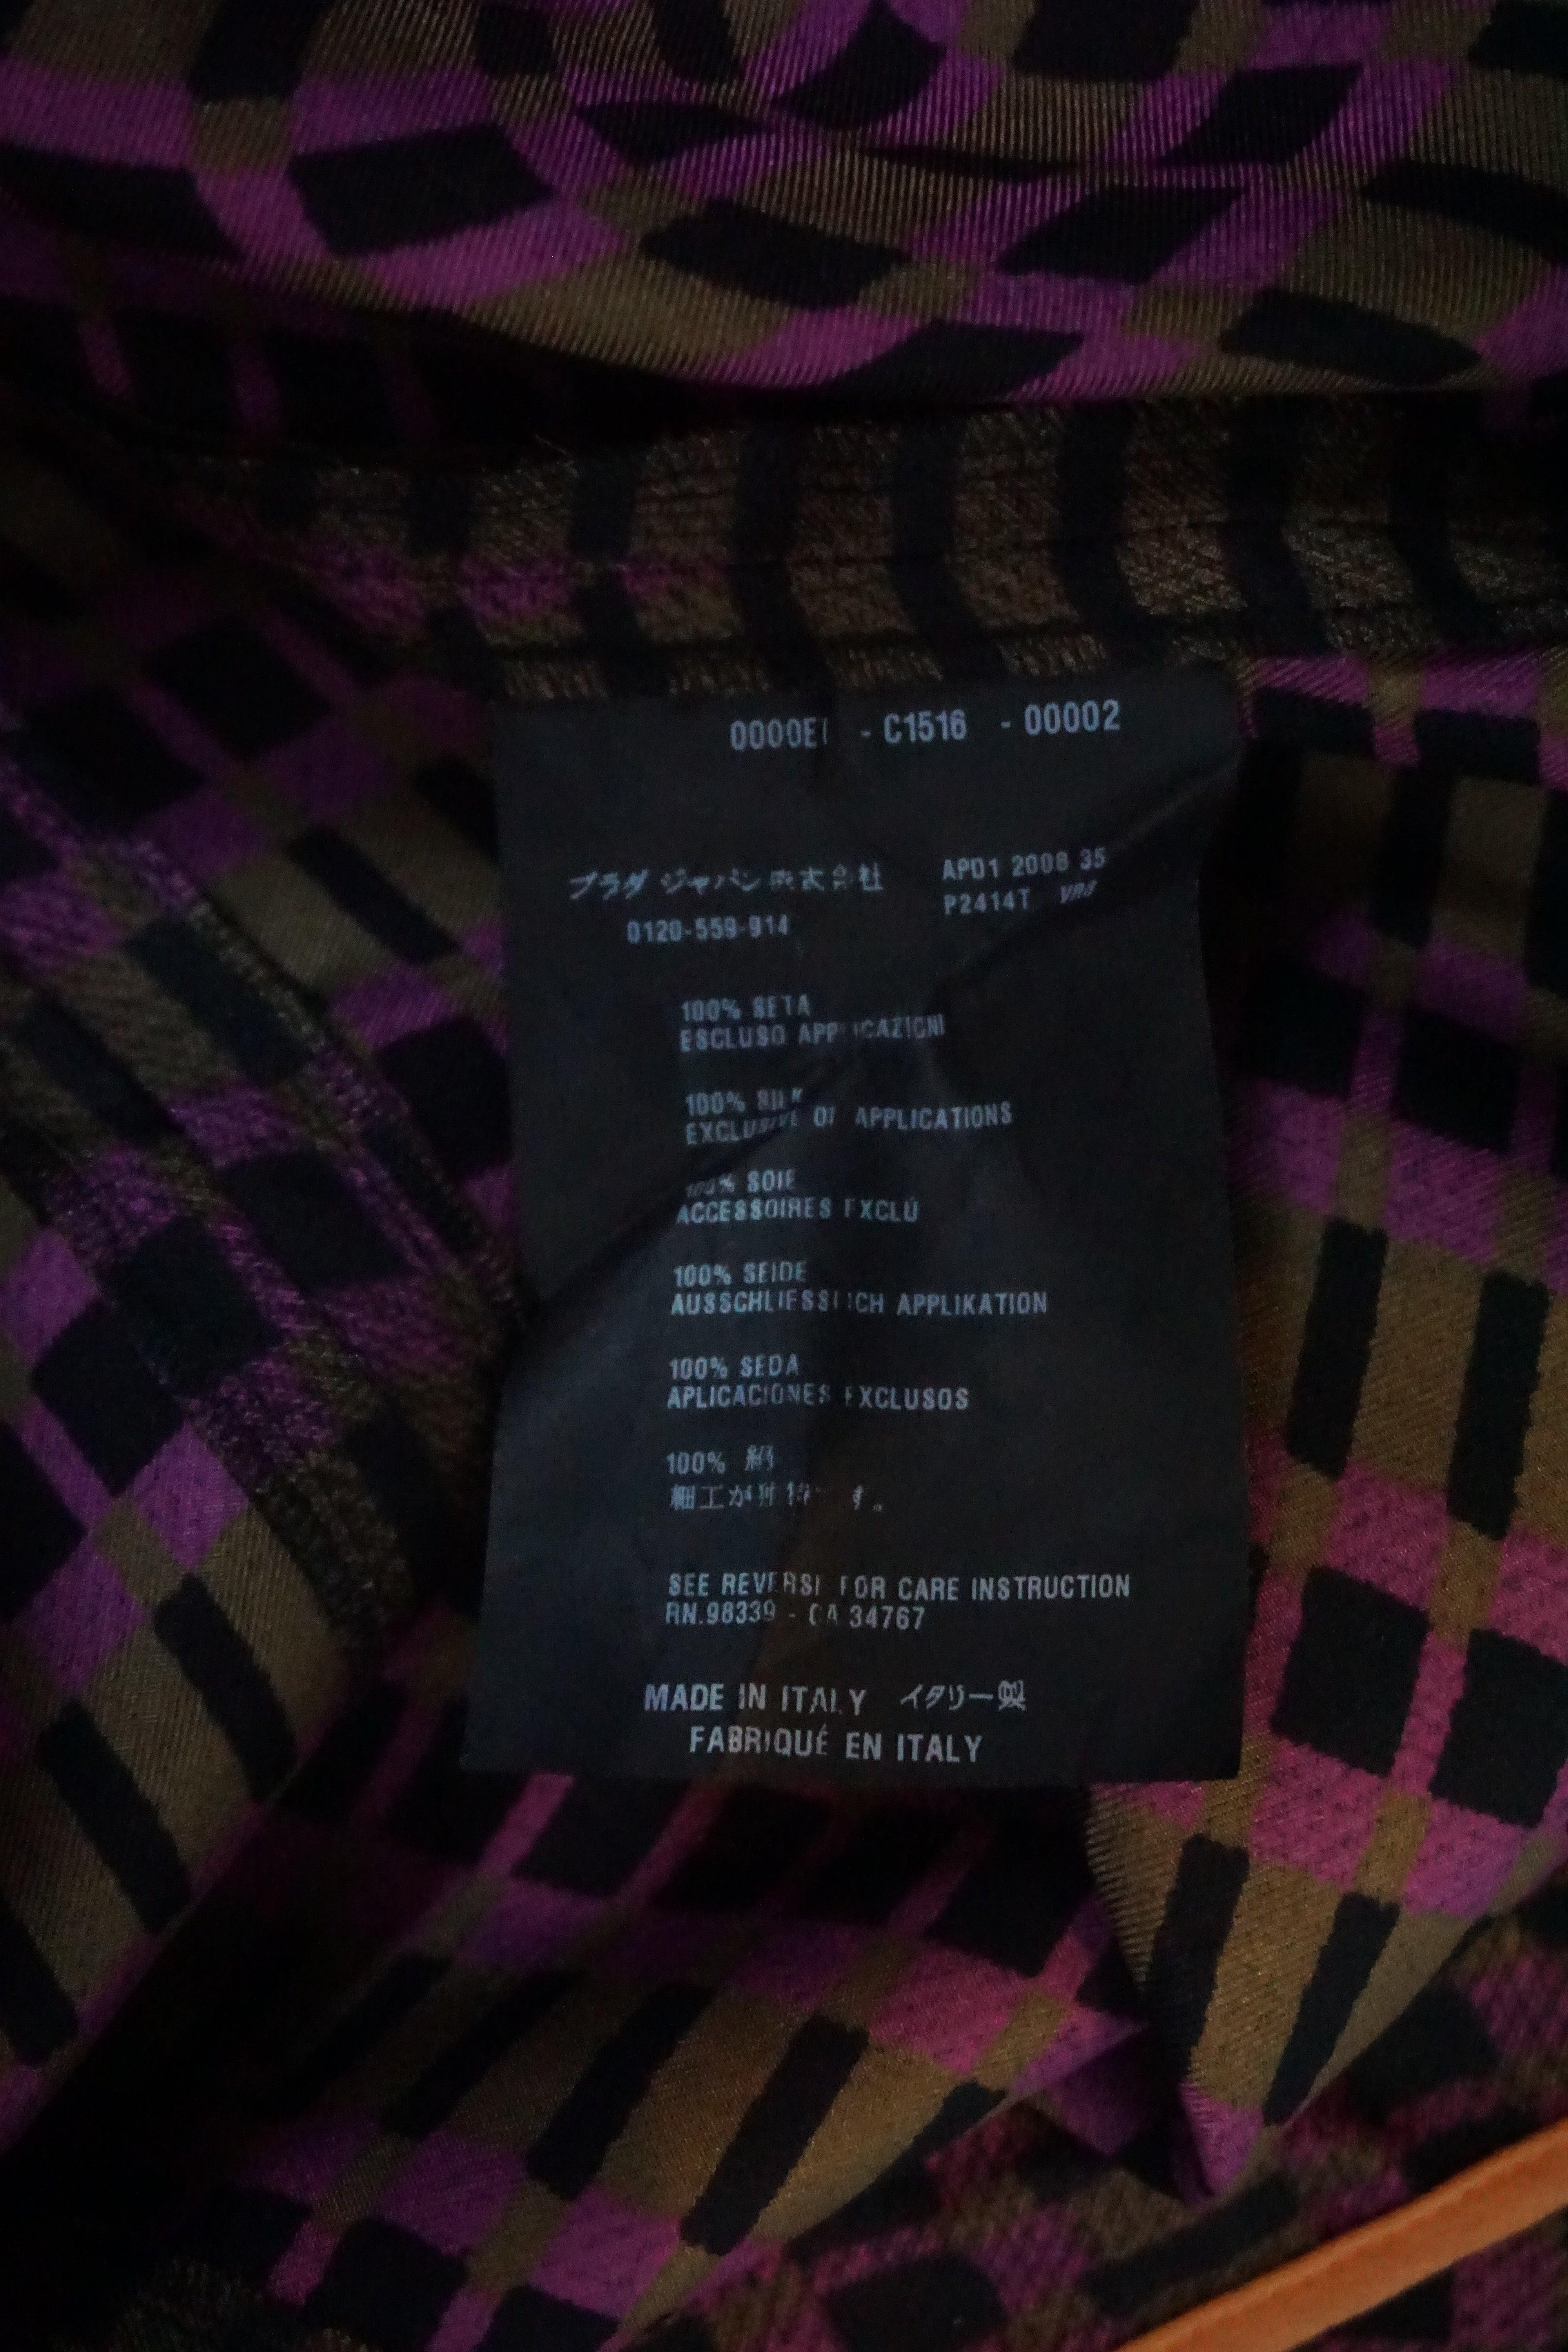 0000E - C1516 - 00002
プラダ ジャパン 株式会社
0120-559-914
APD1 2008 35
P2414T
100% SETA
ESCLUSO APPLICAZIONI
100% SILK
EXCLUSIVE OF APPLICATIONS
100% SOIE
ACCESSOIRES EXCLU
100% SEIDE
AUSSCHLIESSLICH APPLIKATION
100% SEDA
APLICACIONES EXCLUSOS
100% 絹
SEE REVERSE FOR CARE INSTRUCTION
RN.98339 - CA 34767
MADE IN ITALY イタリー製
FABRIQUÉ EN ITALY